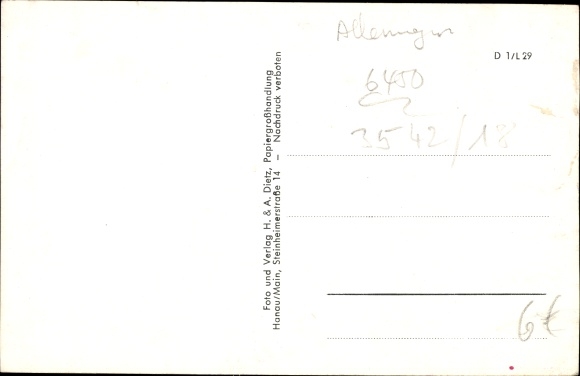 Allemagne
D 1/L 29
6450
3542/18
Foto und Verlag H. & A. Dietz, Papiergroßhandlung
Hanau/Main, Steinheimerstraße 14 – Nachdruck verboten
6€